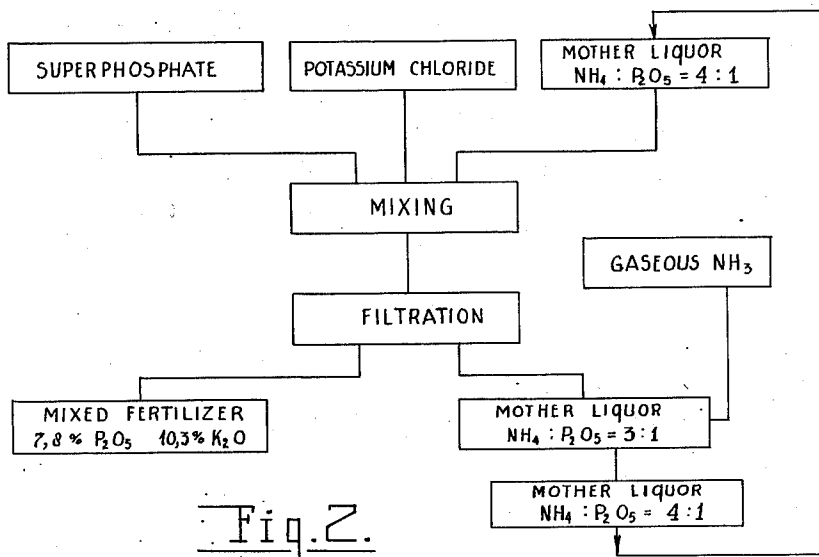 SUPERPHOSPHATE
POTASSIUM CHLORIDE
MOTHER LIQUOR
NH₄ : P₂O₅ = 4 : 1
MIXING
GASEOUS NH₃
FILTRATION
MIXED FERTILIZER
7,8 % P₂O₅ 10,3% K₂O
MOTHER LIQUOR
NH₄ : P₂O₅ = 3 : 1
MOTHER LIQUOR
NH₄ : P₂O₅ = 4 : 1
Fig. 2.